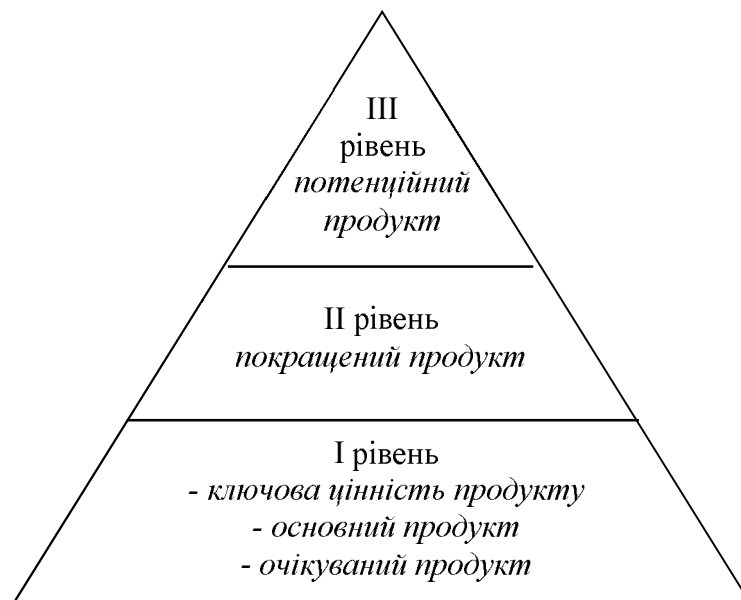 III
рівень
потенційний
продукт
II рівень
покращений продукт
I рівень
- ключова цінність продукту
- основний продукт
- очікуваний продукт